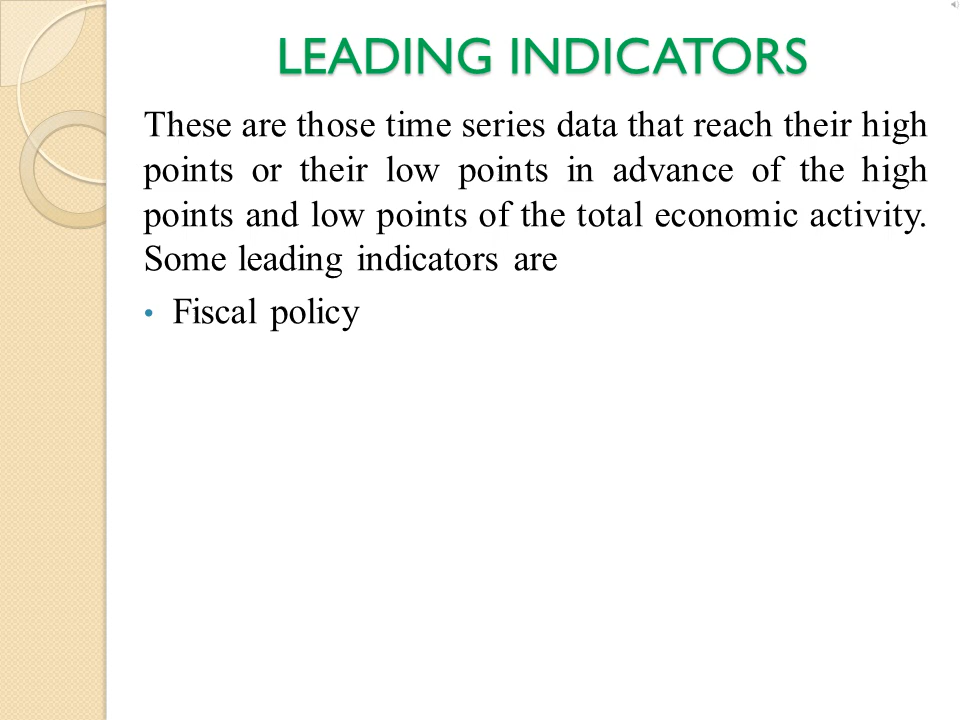 LEADING INDICATORS
These are those time series data that reach their high
points or their low points in advance of the high
points and low points of the total economic activity.
Some leading indicators are
• Fiscal policy